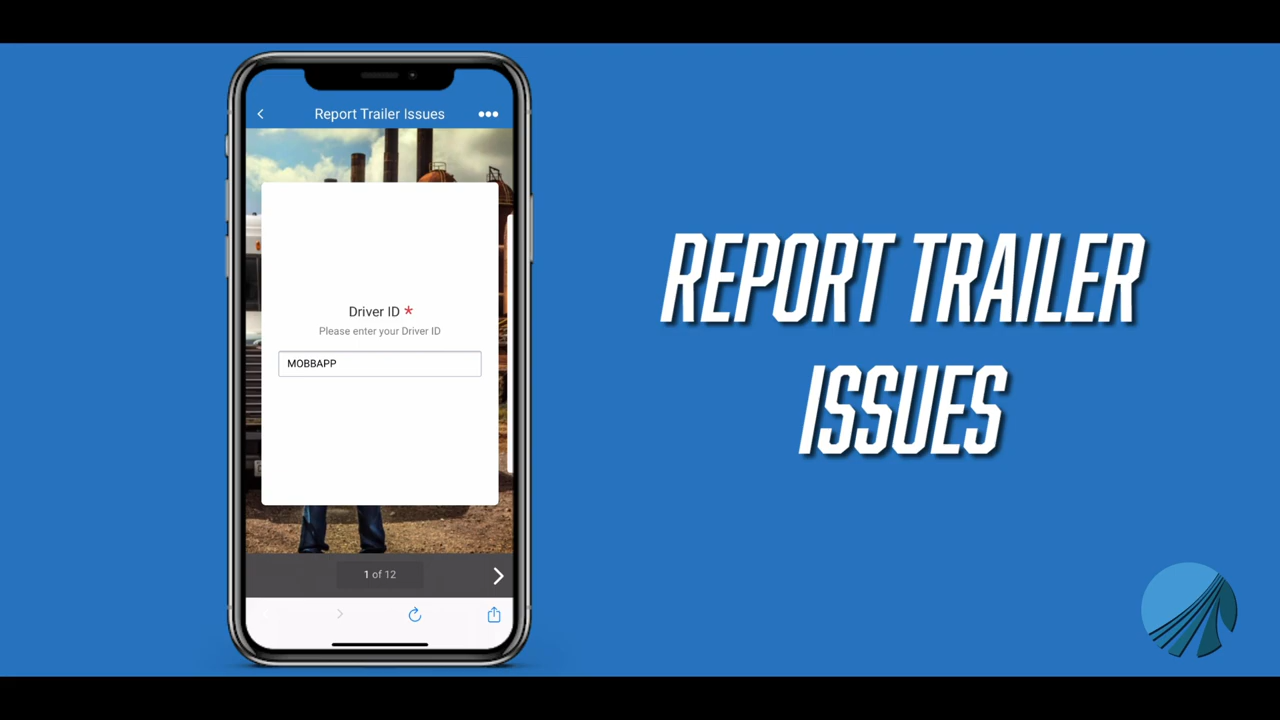 Report Trailer Issues
Driver ID *
Please enter your Driver ID
MOBBAPP
1 of 12
REPORT TRAILER
ISSUES